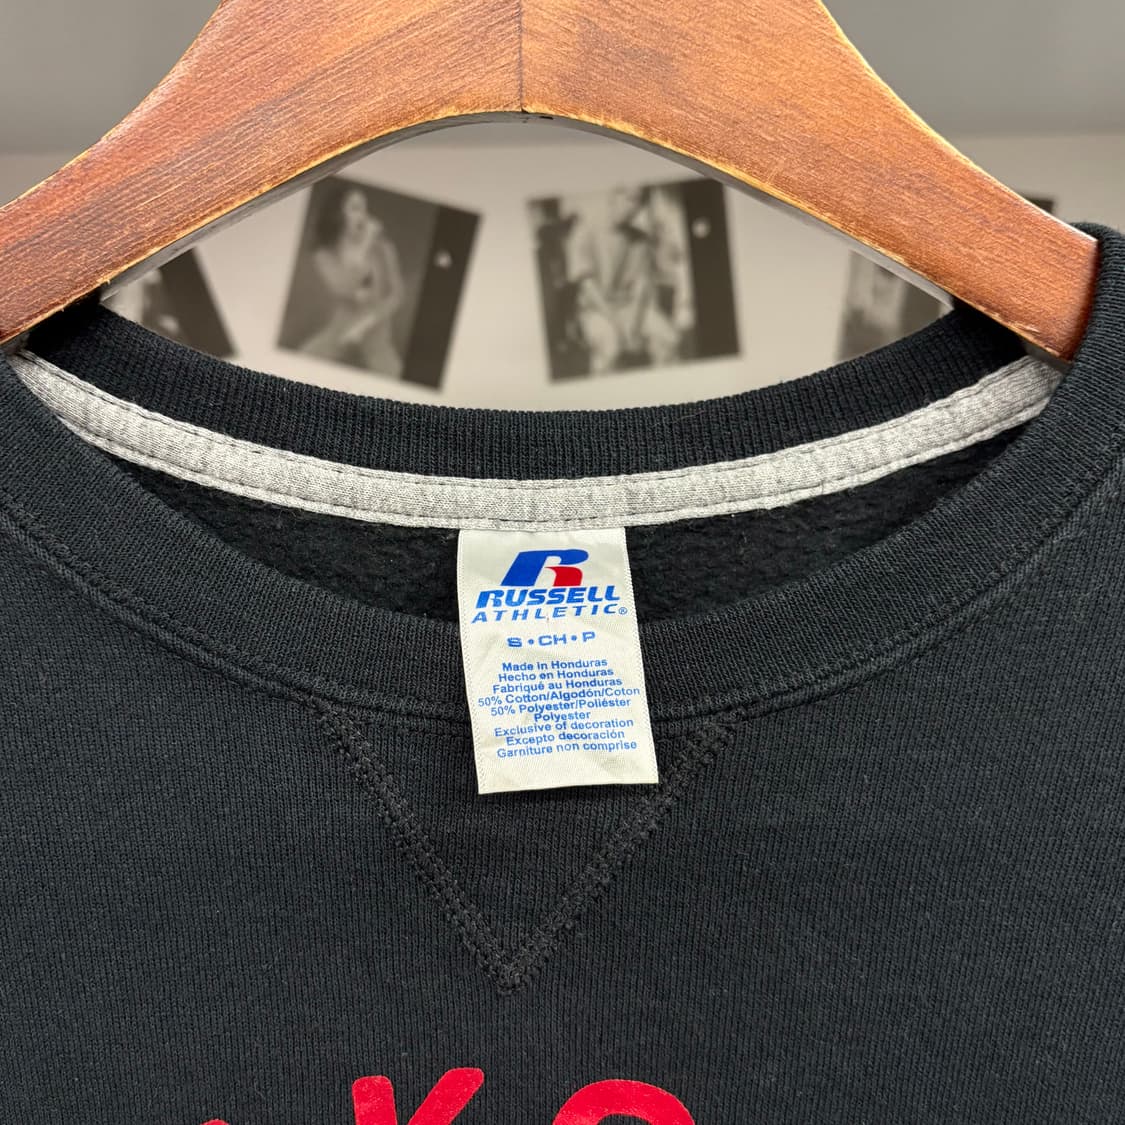 RUSSELL
ATHLETIC®
S • CH • P
Made in Honduras
Hecho en Honduras
Fabriqué au Honduras
50% Cotton/Algodón/Coton
50% Polyester/Poliéster
Polyester
Exclusive of decoration
Excepto decoración
Garniture non comprise